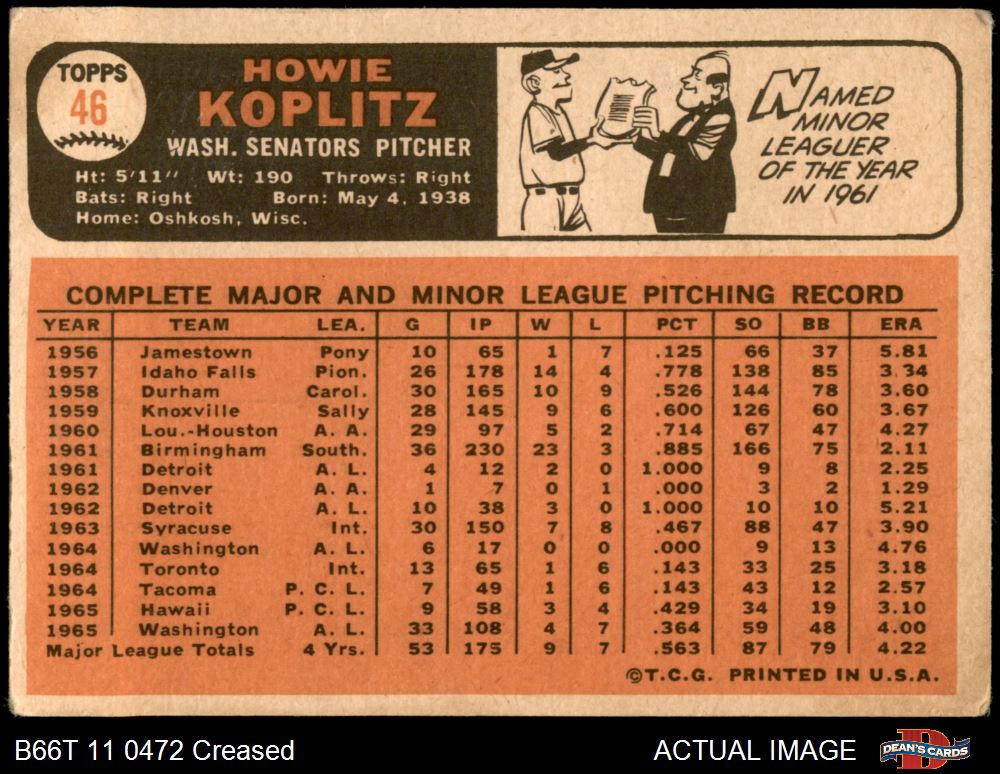 TOPPS
46
HOWIE
KOPLITZ
WASH. SENATORS PITCHER
Ht: 5'11" Wt: 190 Throws: Right
Bats: Right Born: May 4, 1938
Home: Oshkosh, Wisc.
NAMED
MINOR
LEAGUER
OF THE YEAR
IN 1961
COMPLETE MAJOR AND MINOR LEAGUE PITCHING RECORD
YEAR TEAM LEA. G IP W L PCT SO BB ERA
1956 Jamestown Pony 10 65 1 7 .125 66 37 5.81
1957 Idaho Falls Pion. 26 178 14 4 .778 138 85 3.34
1958 Durham Carol. 30 165 10 9 .526 144 78 3.60
1959 Knoxville Sally 28 145 9 6 .600 126 60 3.67
1960 Lou.-Houston A. A. 29 97 5 2 .714 67 47 4.27
1961 Birmingham South. 36 230 23 3 .885 166 75 2.11
1961 Detroit A. L. 4 12 2 0 1.000 9 8 2.25
1962 Denver A. A. 1 7 0 1 .000 3 2 1.29
1962 Detroit A. L. 10 38 3 0 1.000 10 10 5.21
1963 Syracuse Int. 30 150 7 8 .467 88 47 3.90
1964 Washington A. L. 6 17 0 0 .000 9 13 4.76
1964 Toronto Int. 13 65 1 6 .143 33 25 3.18
1964 Tacoma P. C. L. 7 49 1 6 .143 43 12 2.57
1965 Hawaii P. C. L. 9 58 3 4 .429 34 19 3.10
1965 Washington A. L. 33 108 4 7 .364 59 48 4.00
Major League Totals 4 Yrs. 53 175 9 7 .563 87 79 4.22
©T.C.G. PRINTED IN U.S.A.
B66T 11 0472 Creased
ACTUAL IMAGE
DEAN'S CARDS